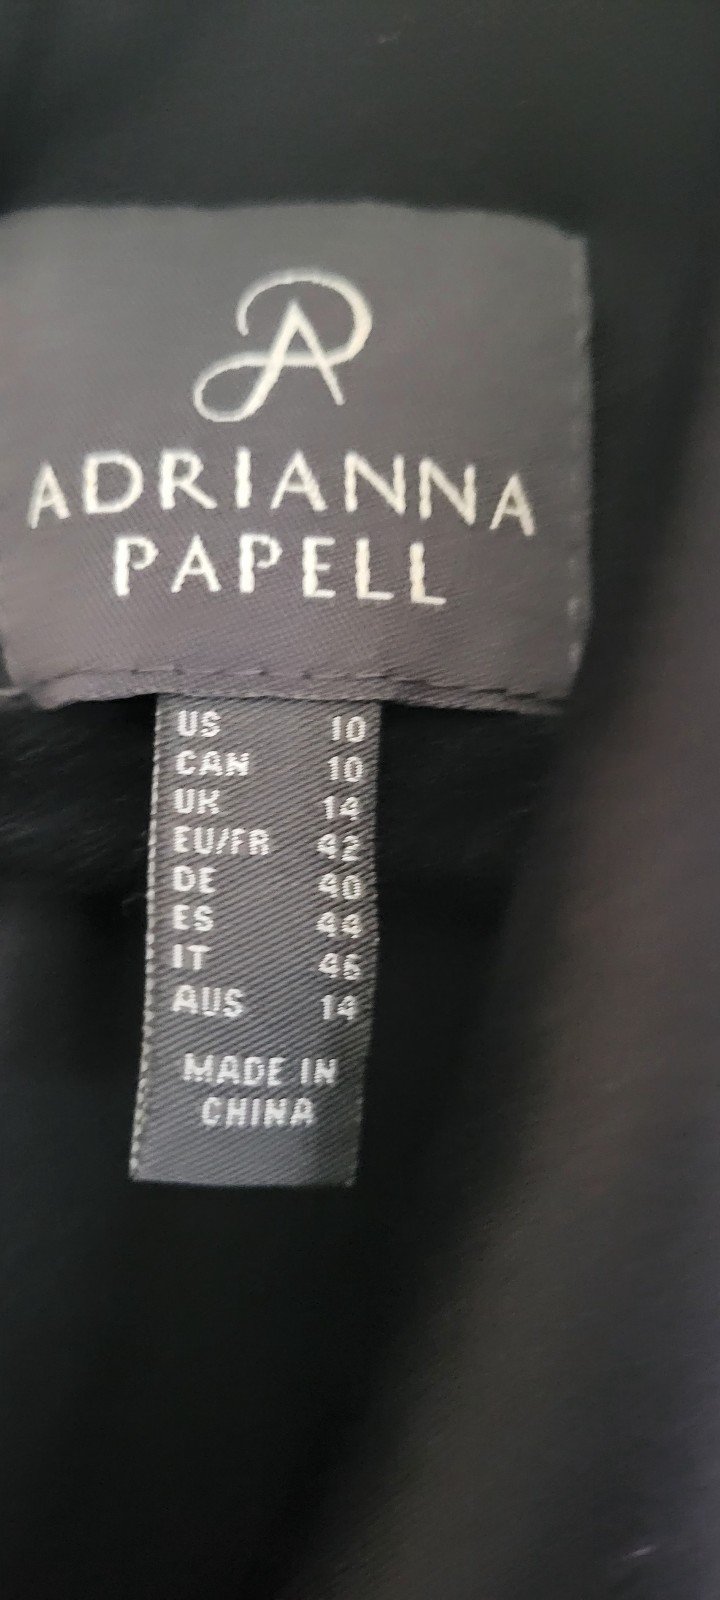 ADRIANNA
PAPELL
US 10
CAN 10
UK 14
EU/FR 42
DE 40
ES 44
IT 46
AUS 14
MADE IN
CHINA